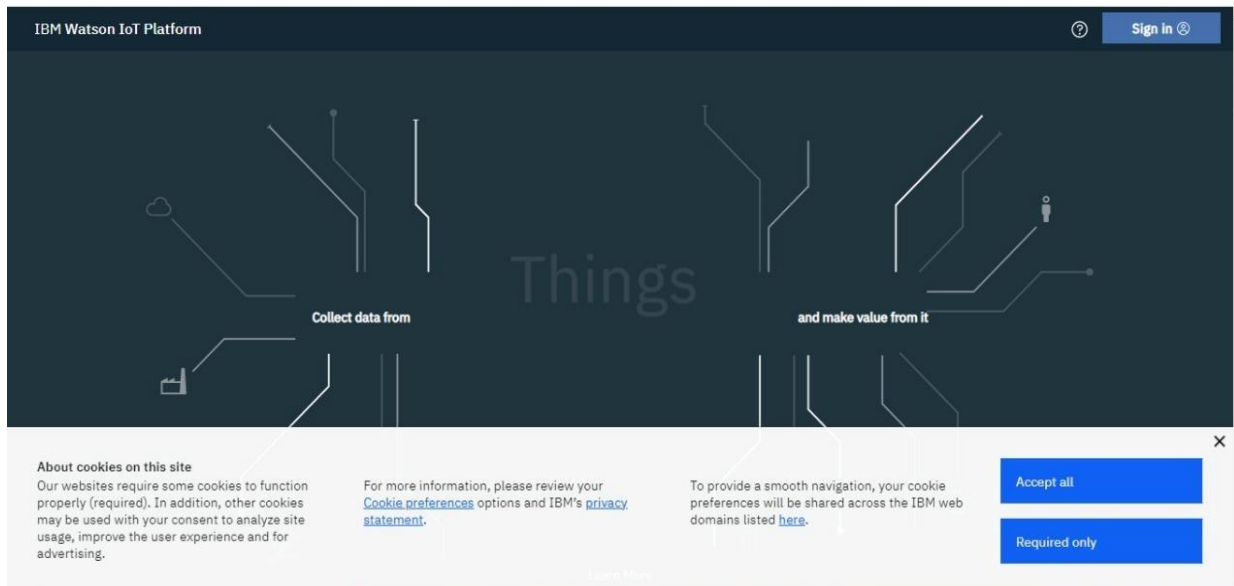 IBM Watson IoT Platform
Sign in
Things
Collect data from
and make value from it
About cookies on this site
Our websites require some cookies to function
properly (required). In addition, other cookies
may be used with your consent to analyze site
usage, improve the user experience and for
advertising.
For more information, please review your
Cookie preferences options and IBM's privacy
statement.
To provide a smooth navigation, your cookie
preferences will be shared across the IBM web
domains listed here.
Accept all
Required only
Learn More